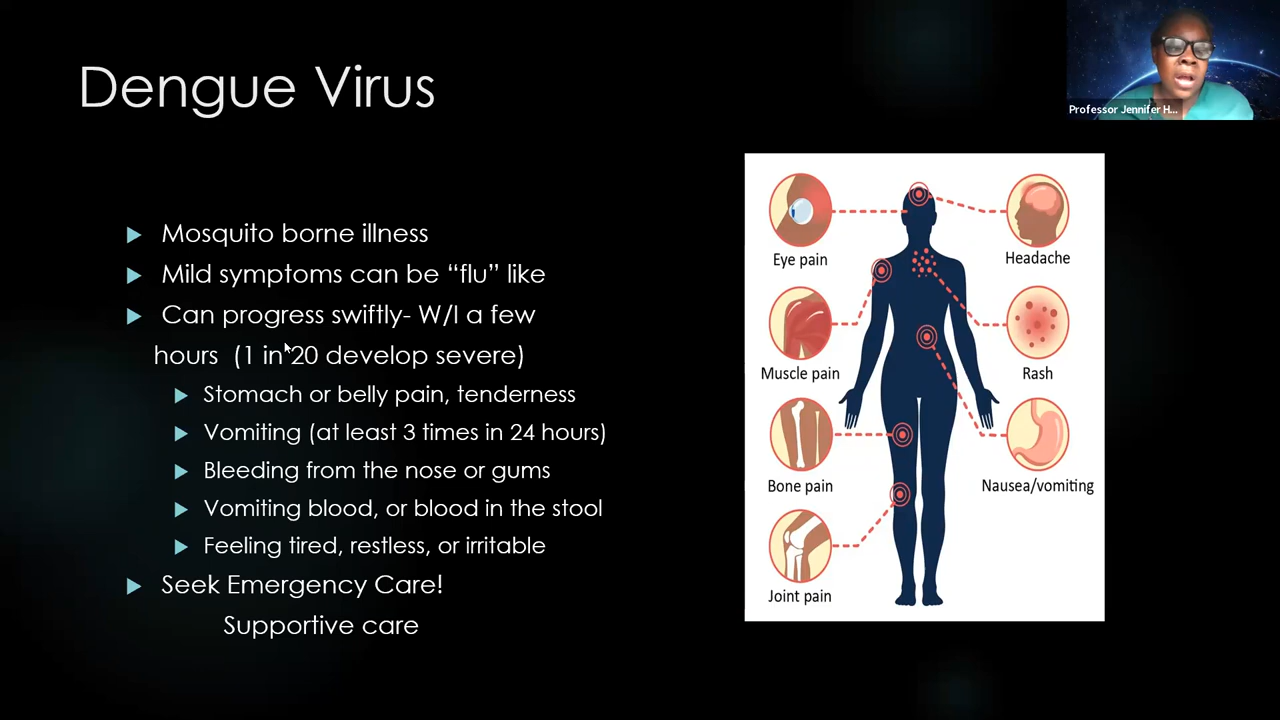 Dengue Virus
Professor Jennifer H...
Mosquito borne illness
Mild symptoms can be “flu” like
Can progress swiftly- W/I a few
hours (1 in 20 develop severe)
Stomach or belly pain, tenderness
Vomiting (at least 3 times in 24 hours)
Bleeding from the nose or gums
Vomiting blood, or blood in the stool
Feeling tired, restless, or irritable
Seek Emergency Care!
Supportive care
Eye pain
Headache
Muscle pain
Rash
Bone pain
Nausea/vomiting
Joint pain